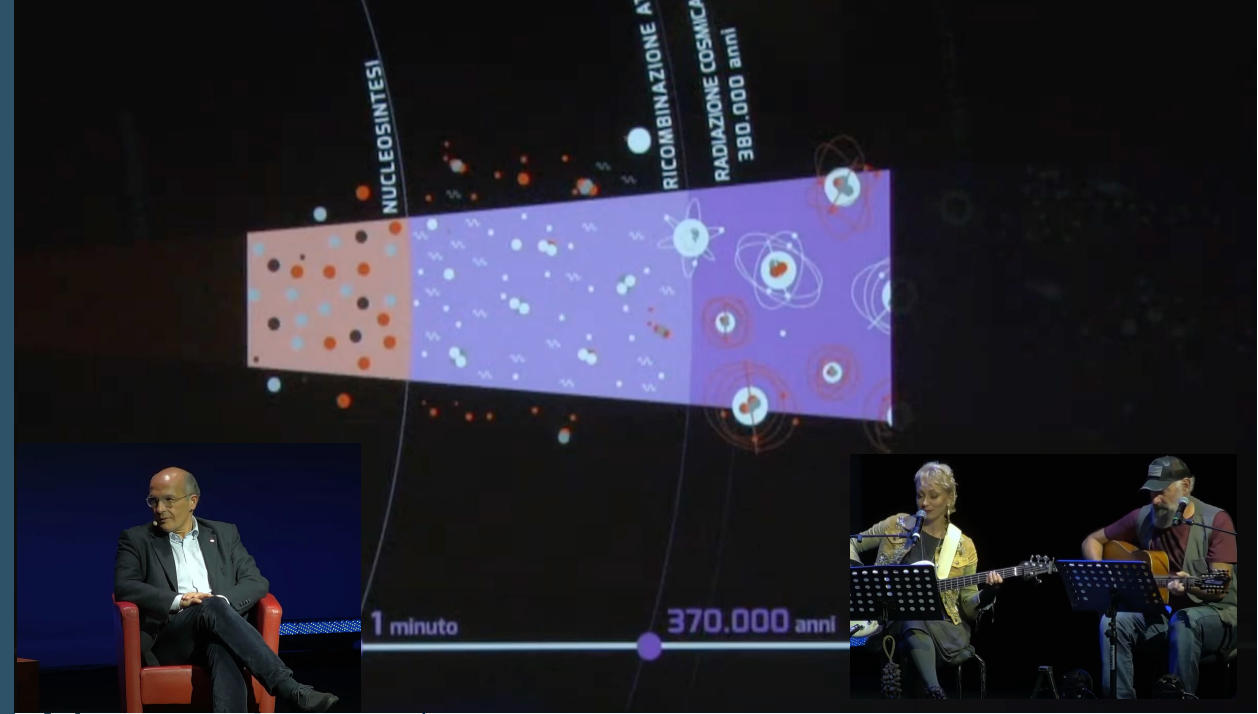 NUCLEOSINTESI
RICOMBINAZIONE
RADIAZIONE COSMICA
380.000 anni
1 minuto
370.000 anni